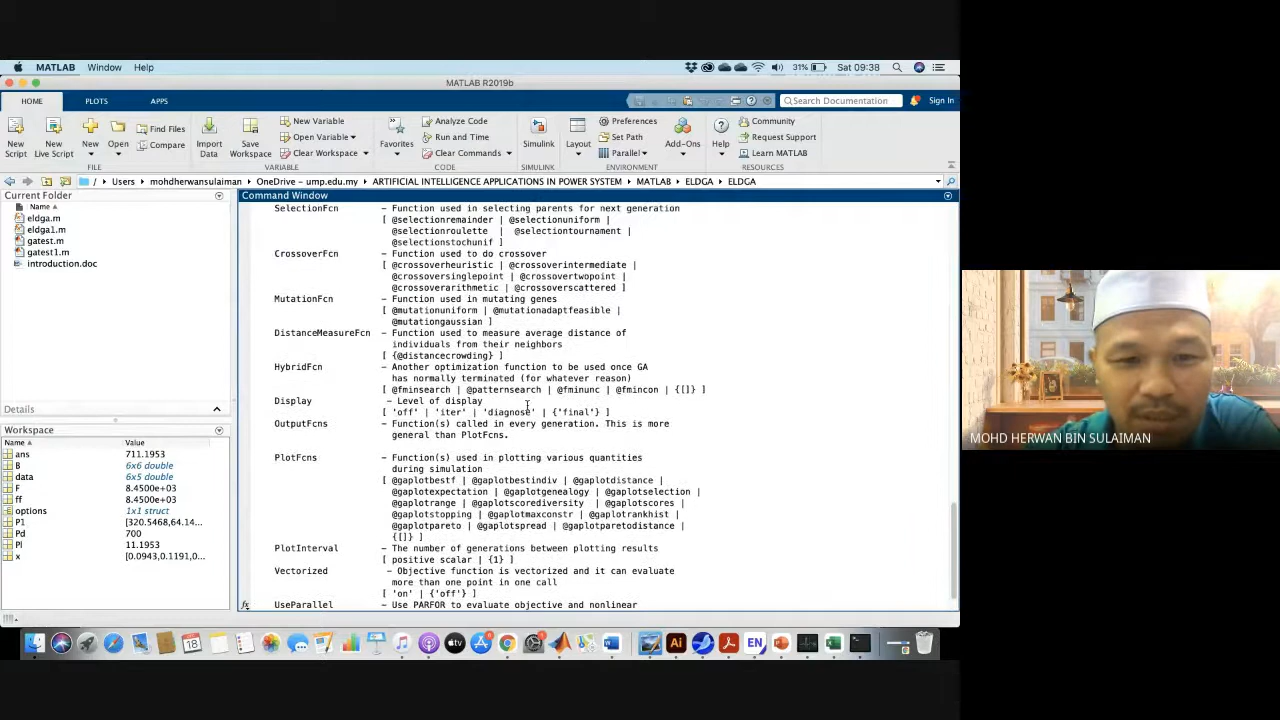 MATLAB Window Help 31% Sat 09:38
MATLAB R2019b
HOME PLOTS APPS Search Documentation Sign In
New Script
New Live Script
New
Open
Find Files
Compare
Import Data
Save Workspace
New Variable
Open Variable
Clear Workspace
Favorites
Analyze Code
Run and Time
Clear Commands
Simulink
Layout
Preferences
Set Path
Parallel
Add-Ons
Help
Community
Request Support
Learn MATLAB
FILE VARIABLE CODE SIMULINK ENVIRONMENT RESOURCES
/ Users mohdherwansulaiman OneDrive - ump.edu.my ARTIFICIAL INTELLIGENCE APPLICATIONS IN POWER SYSTEM MATLAB ELDGA ELDGA
Current Folder
Name
eldga.m
eldga1.m
gatest.m
gatest1.m
introduction.doc
Details
Workspace
Name Value
ans 711.1953
B 6x6 double
data 6x5 double
F 8.4500e+03
ff 8.4500e+03
options 1x1 struct
P1 [320.5468,64.14...
Pd 700
Pl 11.1953
x [0.0943,0.1191,0...
Command Window
SelectionFcn - Function used in selecting parents for next generation
[ @selectionremainder | @selectionuniform |
@selectionroulette | @selectiontournament |
@selectionstochunif ]
CrossoverFcn - Function used to do crossover
[ @crossoverheuristic | @crossoverintermediate |
@crossoversinglepoint | @crossovertwopoint |
@crossoverarithmetic | @crossoverscattered ]
MutationFcn - Function used in mutating genes
[ @mutationuniform | @mutationadaptfeasible |
@mutationgaussian ]
DistanceMeasureFcn - Function used to measure average distance of
individuals from their neighbors
[ {@distancecrowding} ]
HybridFcn - Another optimization function to be used once GA
has normally terminated (for whatever reason)
[ @fminsearch | @patternsearch | @fminunc | @fmincon | {[]} ]
Display - Level of display
[ 'off' | 'iter' | 'diagnose' | {'final'} ]
OutputFcns - Function(s) called in every generation. This is more
general than PlotFcns.
PlotFcns - Function(s) used in plotting various quantities
during simulation
[ @gaplotbestf | @gaplotbestindiv | @gaplotdistance |
@gaplotexpectation | @gaplotgenealogy | @gaplotselection |
@gaplotrange | @gaplotscorediversity | @gaplotscores |
@gaplotstopping | @gaplotmaxconstr | @gaplotrankhist |
@gaplotpareto | @gaplotspread | @gaplotparetodistance |
{[]} ]
PlotInterval - The number of generations between plotting results
[ positive scalar | {1} ]
Vectorized - Objective function is vectorized and it can evaluate
more than one point in one call
[ 'on' | {'off'} ]
UseParallel - Use PARFOR to evaluate objective and nonlinear
fx
MOHD HERWAN BIN SULAIMAN